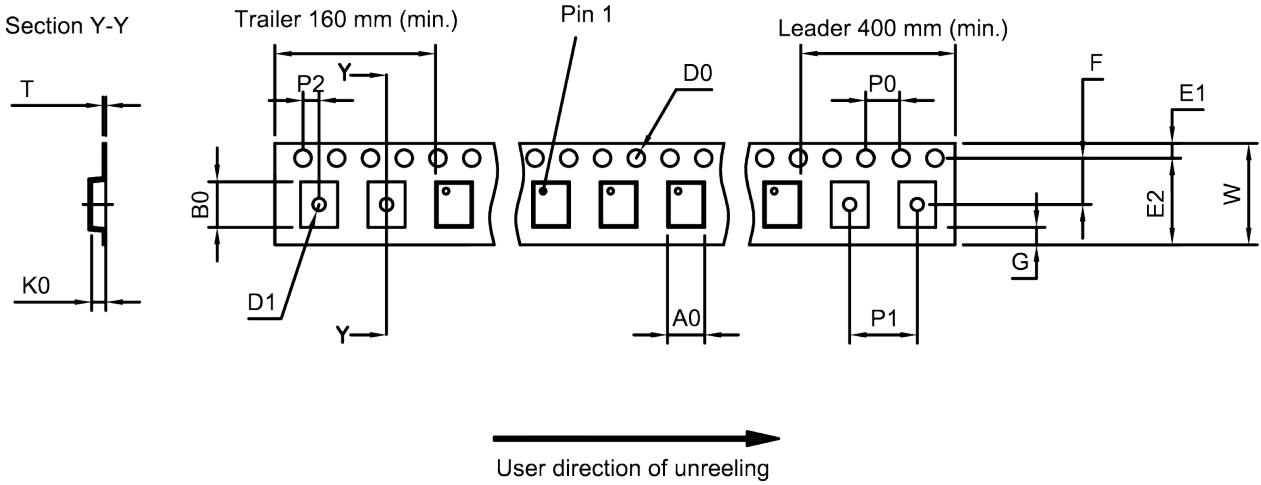 Section Y-Y
Trailer 160 mm (min.)
Pin 1
Leader 400 mm (min.)
T
P2
Y
D0
P0
F
E1
B0
E2
W
K0
D1
Y
A0
P1
G
User direction of unreeling